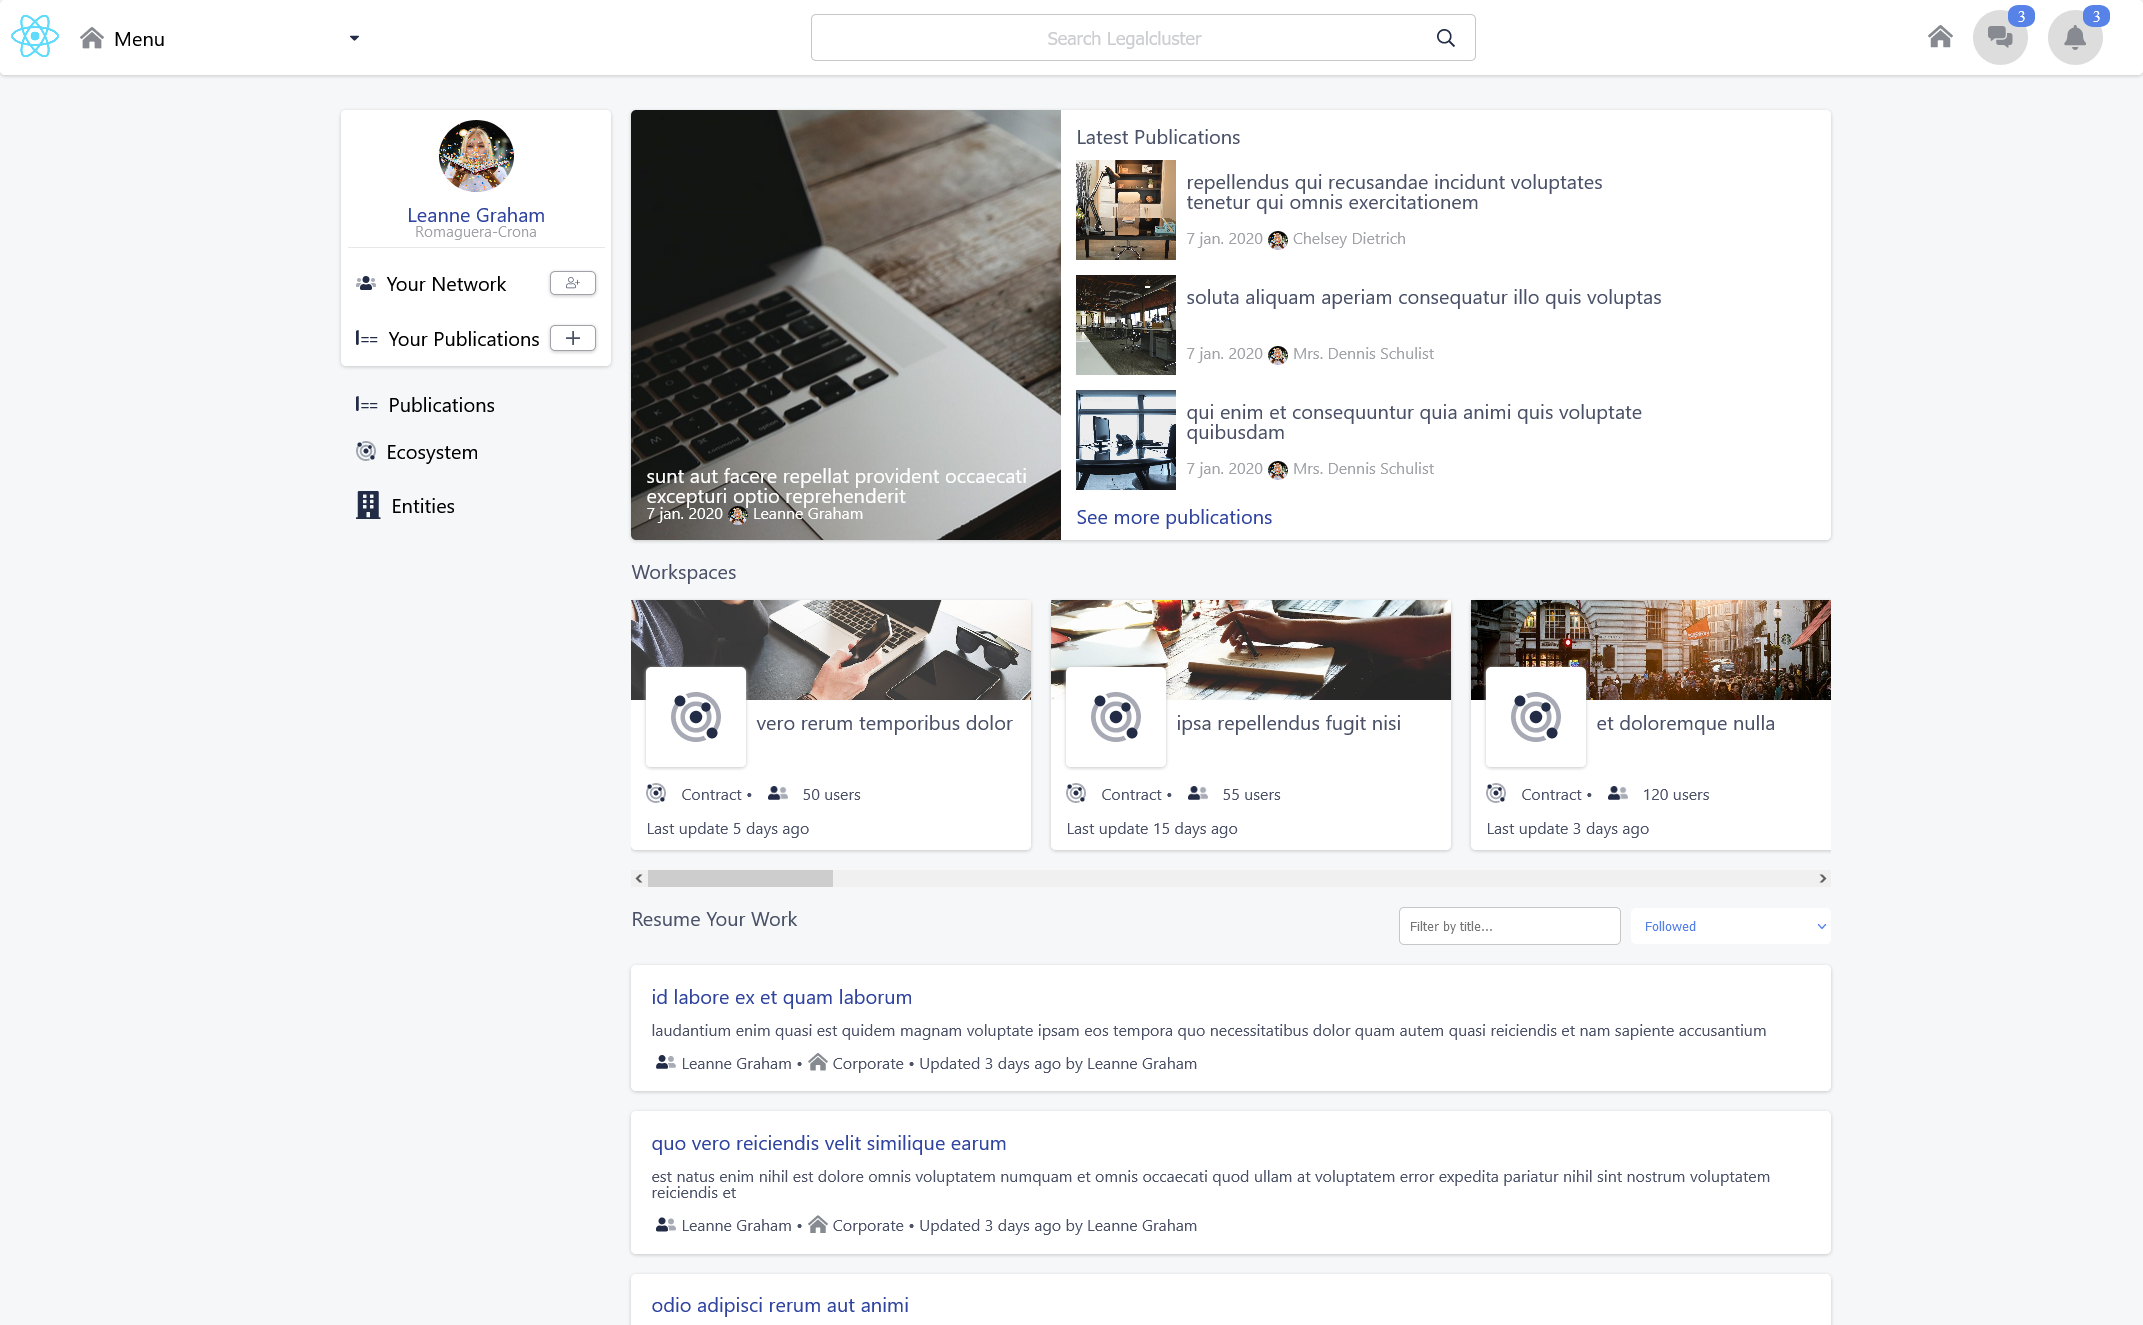 Menu
Search Legalcluster
3
3
Leanne Graham
Romaguera-Crona
Your Network
Your Publications
Publications
Ecosystem
Entities
sunt aut facere repellat provident occaecati
excepturi optio reprehenderit
7 jan. 2020 Leanne Graham
Latest Publications
repellendus qui recusandae incidunt voluptates
tenetur qui omnis exercitationem
7 jan. 2020 Chelsey Dietrich
soluta aliquam aperiam consequatur illo quis voluptas
7 jan. 2020 Mrs. Dennis Schulist
qui enim et consequuntur quia animi quis voluptate
quibusdam
7 jan. 2020 Mrs. Dennis Schulist
See more publications
Workspaces
vero rerum temporibus dolor
Contract • 50 users
Last update 5 days ago
ipsa repellendus fugit nisi
Contract • 55 users
Last update 15 days ago
et doloremque nulla
Contract • 120 users
Last update 3 days ago
Resume Your Work
Filter by title...
Followed
id labore ex et quam laborum
laudantium enim quasi est quidem magnam voluptate ipsam eos tempora quo necessitatibus dolor quam autem quasi reiciendis et nam sapiente accusantium
Leanne Graham • Corporate • Updated 3 days ago by Leanne Graham
quo vero reiciendis velit similique earum
est natus enim nihil est dolore omnis voluptatem numquam et omnis occaecati quod ullam at voluptatem error expedita pariatur nihil sint nostrum voluptatem
reiciendis et
Leanne Graham • Corporate • Updated 3 days ago by Leanne Graham
odio adipisci rerum aut animi